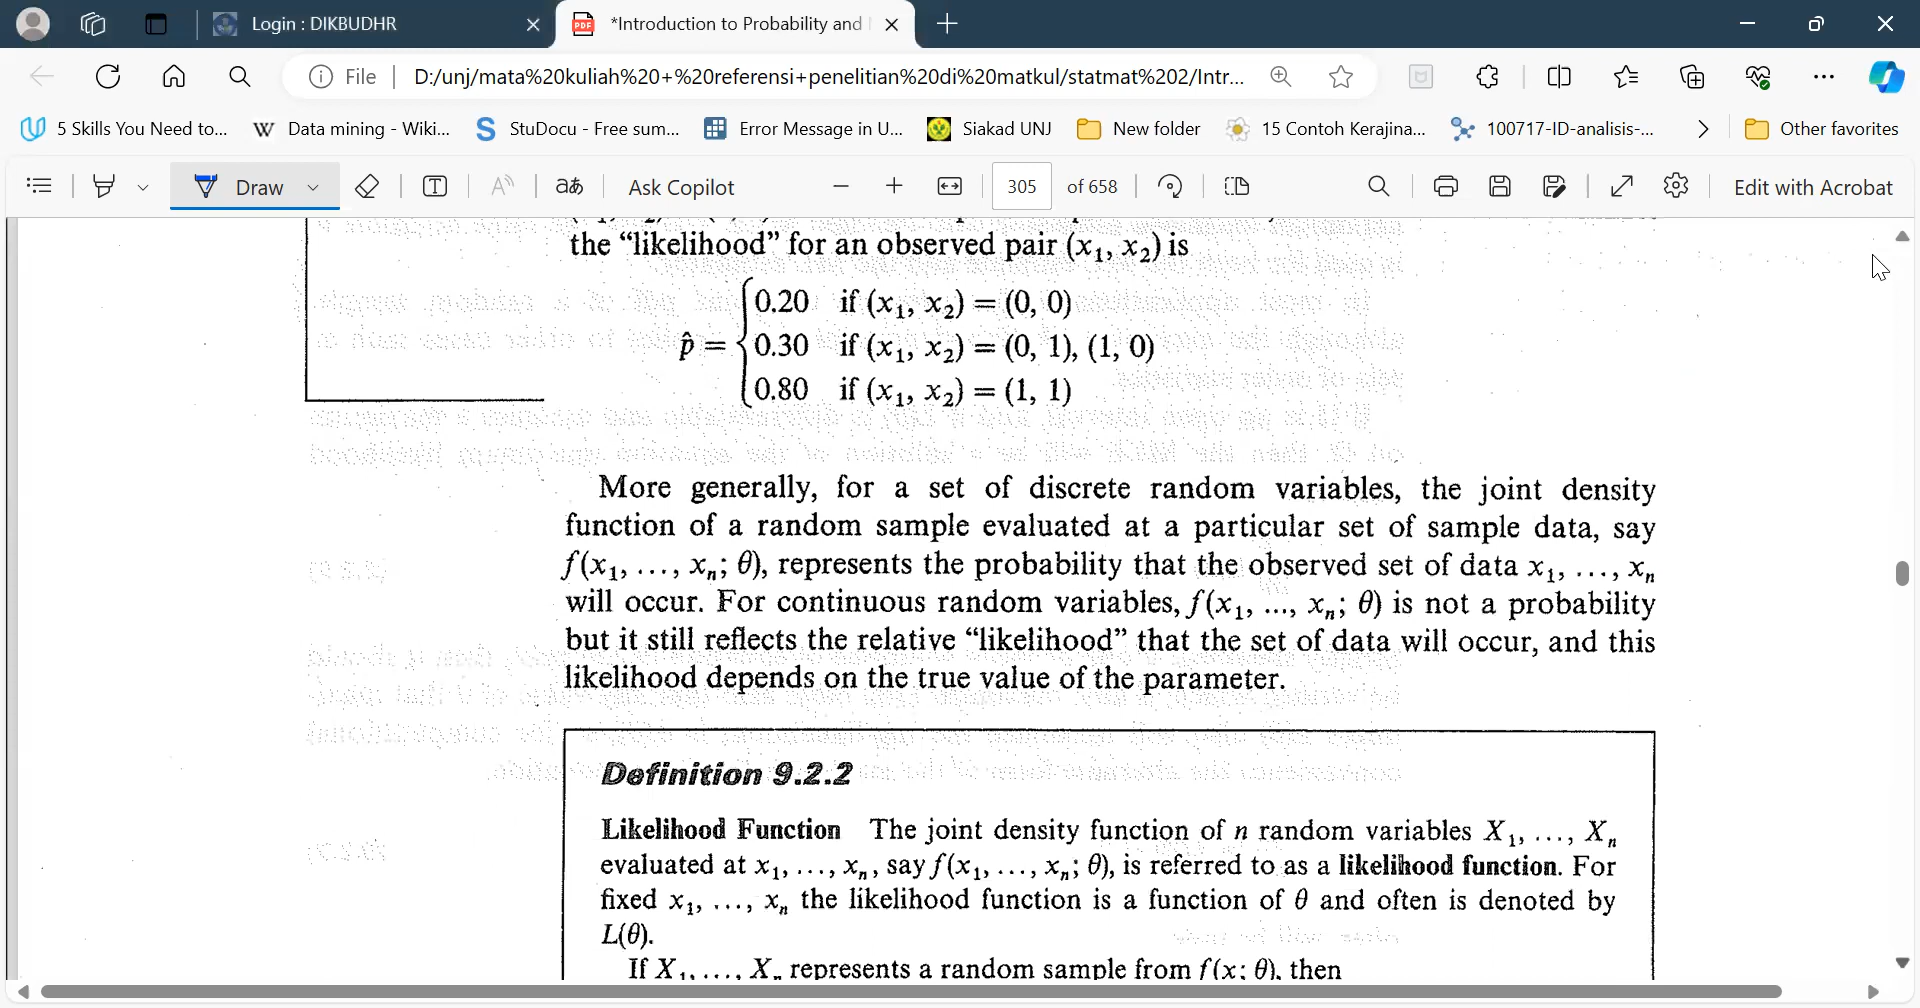 Login : DIKBUDHR
*Introduction to Probability and
File
D:/unj/mata%20kuliah%20+%20referensi+penelitian%20di%20matkul/statmat%202/Intr...
5 Skills You Need to...
Data mining - Wiki...
StuDocu - Free sum...
Error Message in U...
Siakad UNJ
New folder
15 Contoh Kerajina...
100717-ID-analisis-...
Other favorites
Draw
Ask Copilot
305 of 658
Edit with Acrobat
the “likelihood” for an observed pair (x₁, x₂) is
p̂ = { 0.20 if (x₁, x₂) = (0, 0)
0.30 if (x₁, x₂) = (0, 1), (1, 0)
0.80 if (x₁, x₂) = (1, 1)
More generally, for a set of discrete random variables, the joint density
function of a random sample evaluated at a particular set of sample data, say
f(x₁, ..., xₙ; θ), represents the probability that the observed set of data x₁, ..., xₙ
will occur. For continuous random variables, f(x₁, ..., xₙ; θ) is not a probability
but it still reflects the relative “likelihood” that the set of data will occur, and this
likelihood depends on the true value of the parameter.
Definition 9.2.2
Likelihood Function The joint density function of n random variables X₁, ..., Xₙ
evaluated at x₁, ..., xₙ, say f(x₁, ..., xₙ; θ), is referred to as a likelihood function. For
fixed x₁, ..., xₙ the likelihood function is a function of θ and often is denoted by
L(θ).
If X₁, ..., Xₙ represents a random sample from f(x; θ), then